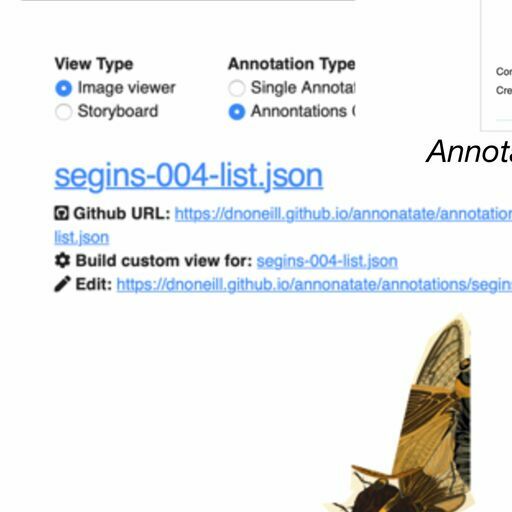 View Type
Annotation Type
Image viewer
Single Annota
Storyboard
Annontations
segins-004-list.json
Github URL: https://dnoneill.github.io/annonatate/annotation
list.json
Build custom view for: segins-004-list.json
Edit: https://dnoneill.github.io/annonatate/annotations/segins
Cor
Cre
Annota